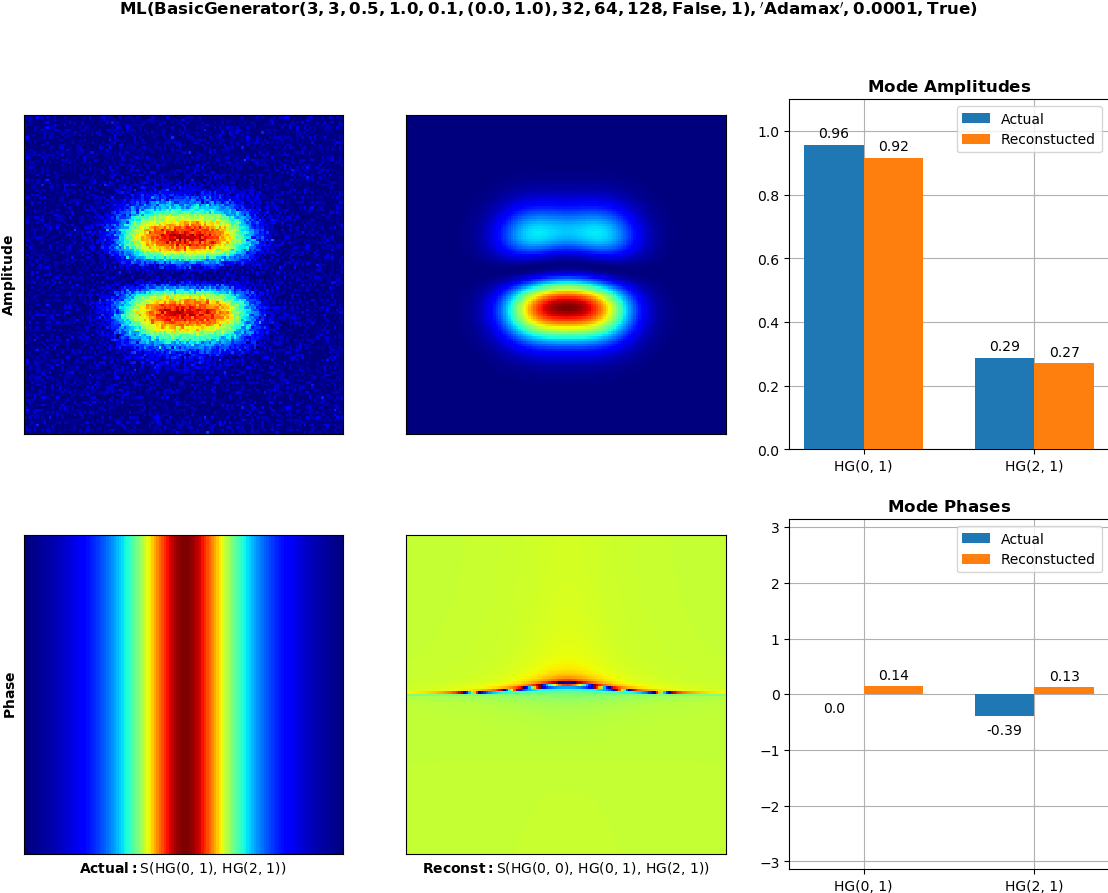 ML(BasicGenerator(3, 3, 0.5, 1.0, 0.1, (0.0, 1.0), 32, 64, 128, False, 1), ′Adamax′, 0.0001, True)
Mode Amplitudes
Amplitude
Actual
Reconstucted
1.0
0.8
0.6
0.4
0.2
0.0
0.96
0.92
0.29
0.27
HG(0, 1)
HG(2, 1)
Mode Phases
Phase
Actual
Reconstucted
3
2
1
0
−1
−2
−3
0.0
0.14
-0.39
0.13
HG(0, 1)
HG(2, 1)
Actual: S(HG(0, 1), HG(2, 1))
Reconst: S(HG(0, 0), HG(0, 1), HG(2, 1))